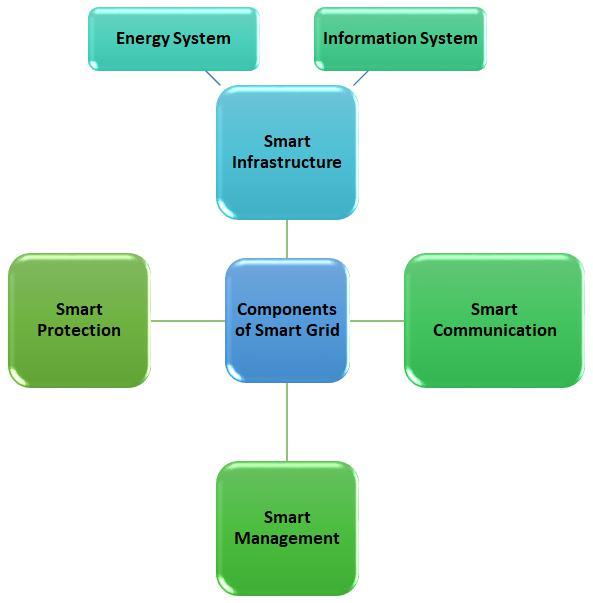 Energy System
Information System
Smart
Infrastructure
Smart
Protection
Components
of Smart Grid
Smart
Communication
Smart
Management